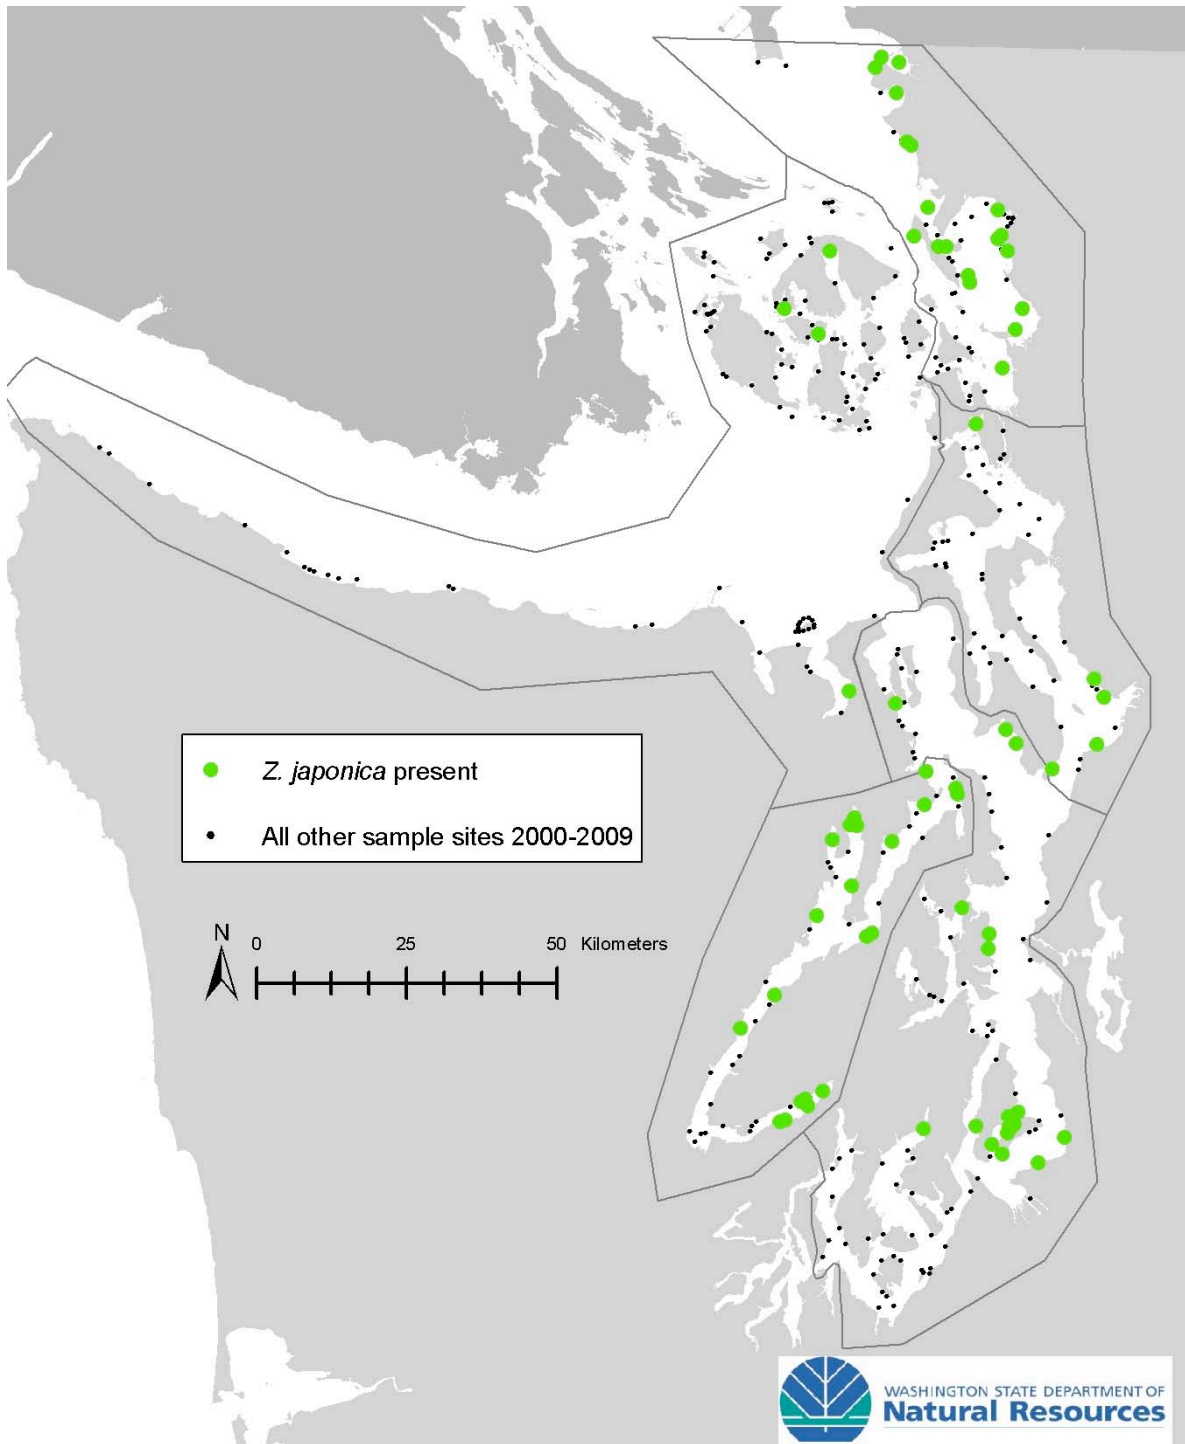 Z. japonica present
All other sample sites 2000-2009
N
0 25 50 Kilometers
WASHINGTON STATE DEPARTMENT OF
Natural Resources